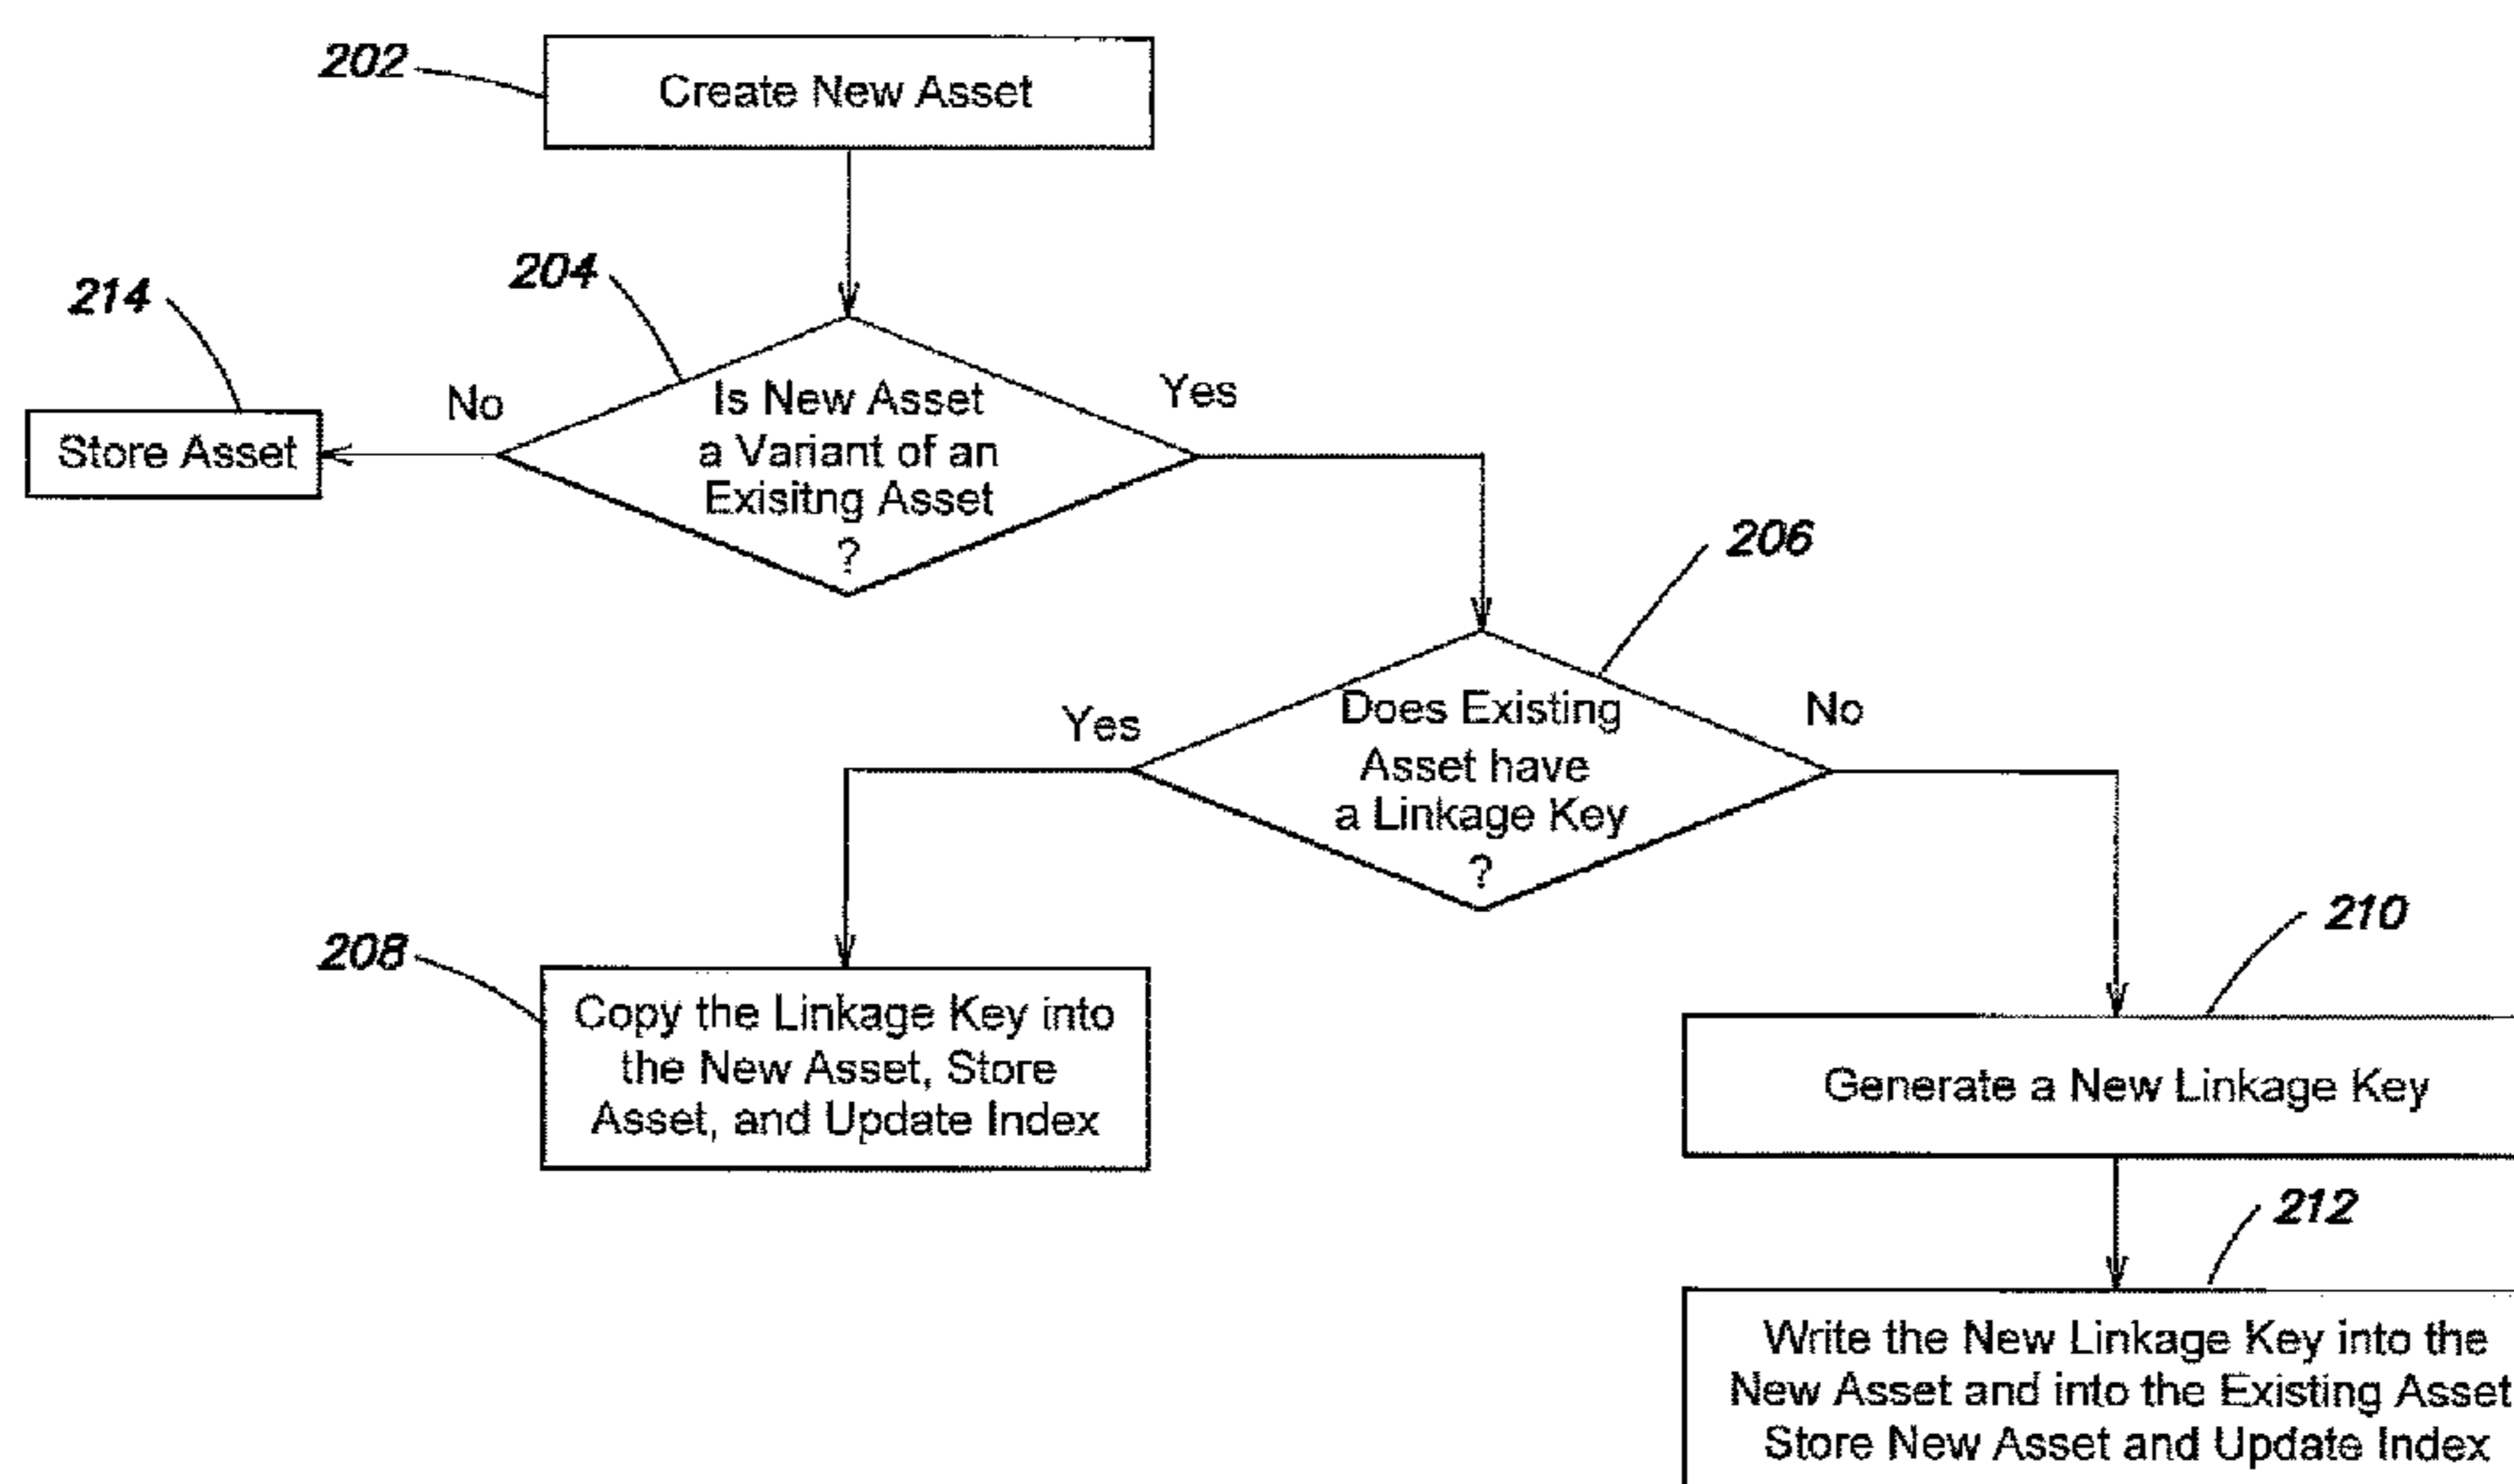 202
Create New Asset
204
214
No
Yes
Store Asset
Is New Asset
a Variant of an
Exisitng Asset
?
206
Yes
No
Does Existing
Asset have
a Linkage Key
?
208
210
Copy the Linkage Key into
the New Asset, Store
Asset, and Update Index
Generate a New Linkage Key
212
Write the New Linkage Key into the
New Asset and into the Existing Asset
Store New Asset and Update Index